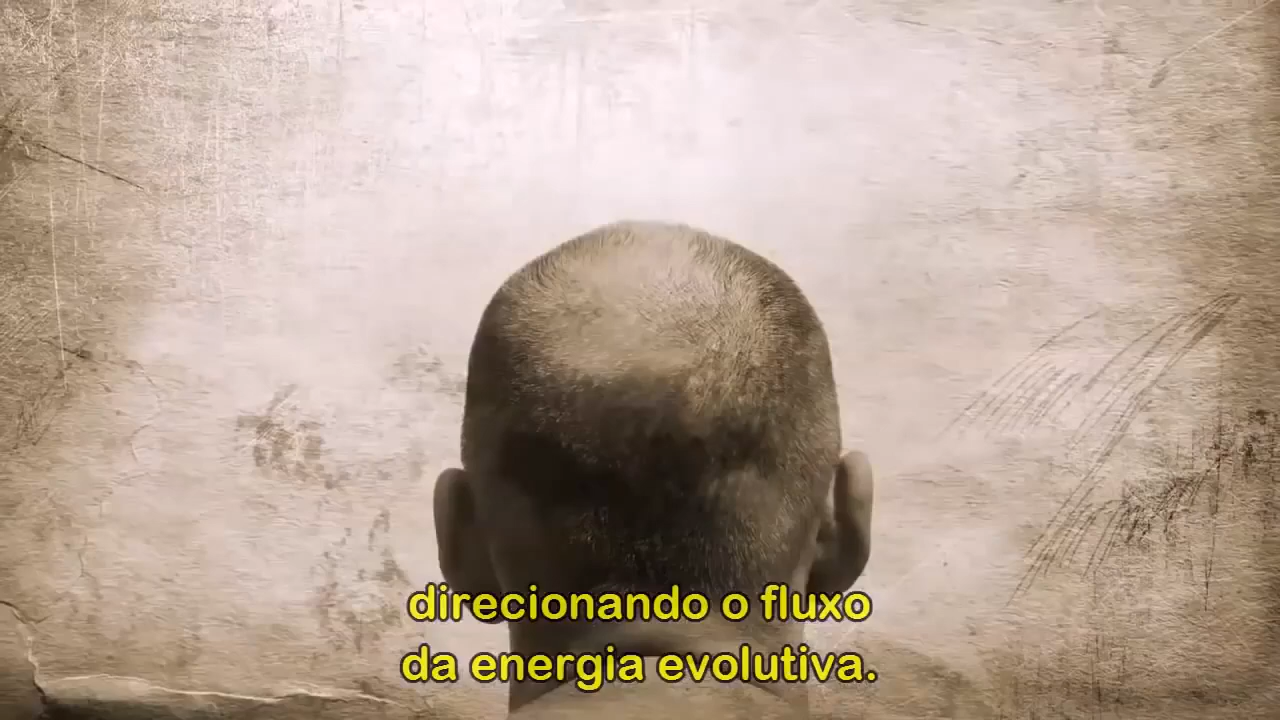 direcionando o fluxo
da energia evolutiva.